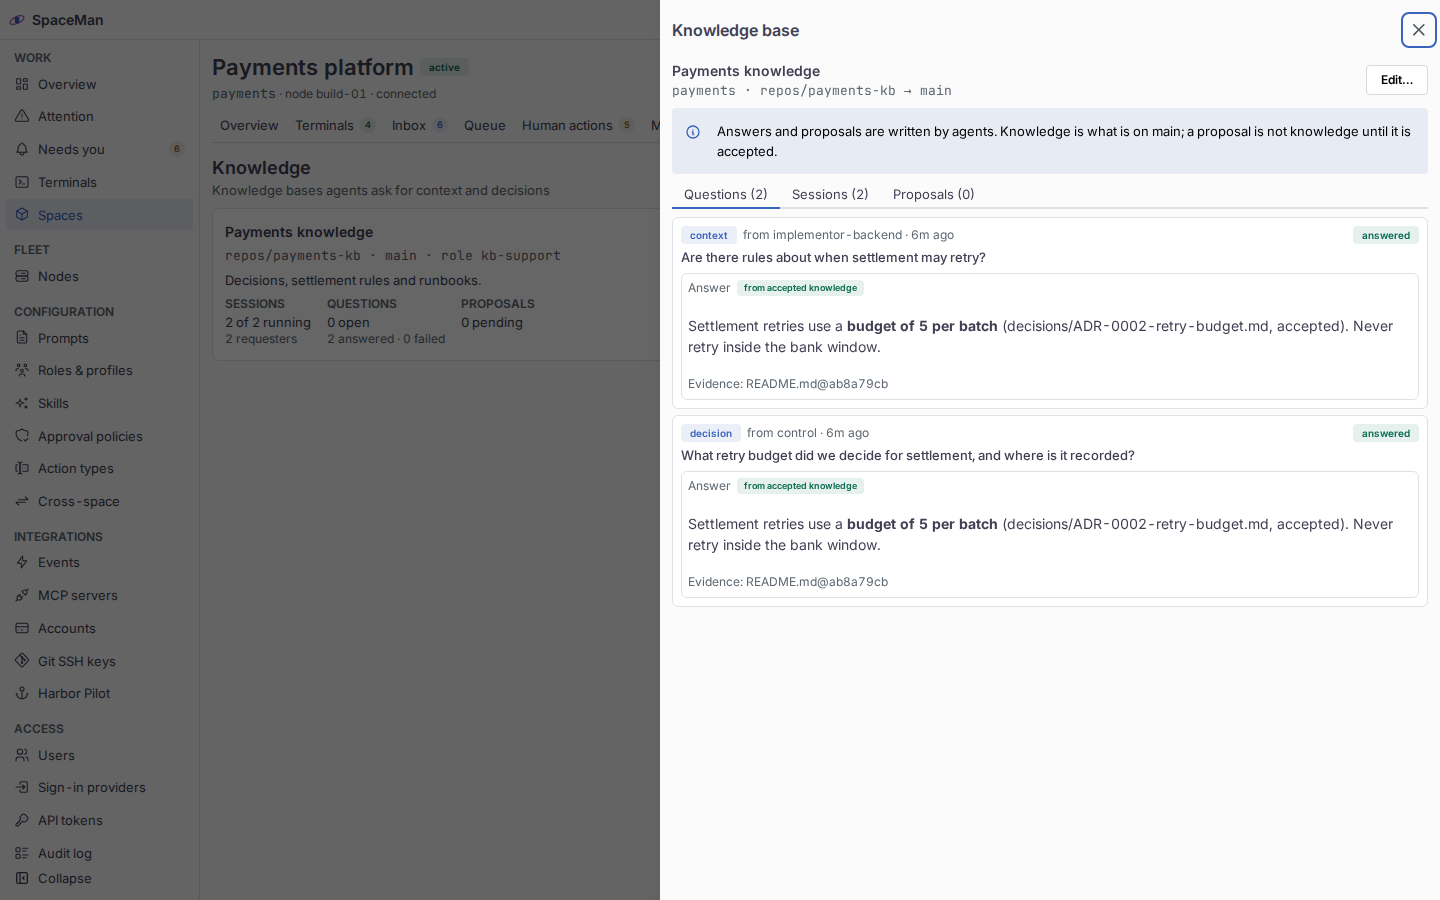 SpaceMan
WORK
Overview
Attention
Needs you 6
Terminals
Spaces
FLEET
Nodes
CONFIGURATION
Prompts
Roles & profiles
Skills
Approval policies
Action types
Cross-space
INTEGRATIONS
Events
MCP servers
Accounts
Git SSH keys
Harbor Pilot
ACCESS
Users
Sign-in providers
API tokens
Audit log
Collapse
Payments platform active
payments · node build-01 · connected
Overview Terminals 4 Inbox 6 Queue Human actions 5 M
Knowledge
Knowledge bases agents ask for context and decisions
Payments knowledge
repos/payments-kb · main · role kb-support
Decisions, settlement rules and runbooks.
SESSIONS QUESTIONS PROPOSALS
2 of 2 running 0 open 0 pending
2 requesters 2 answered · 0 failed
Knowledge base
Payments knowledge
payments · repos/payments-kb → main
Edit...
Answers and proposals are written by agents. Knowledge is what is on main; a proposal is not knowledge until it is
accepted.
Questions (2) Sessions (2) Proposals (0)
context from implementor-backend · 6m ago answered
Are there rules about when settlement may retry?
Answer from accepted knowledge
Settlement retries use a budget of 5 per batch (decisions/ADR-0002-retry-budget.md, accepted). Never
retry inside the bank window.
Evidence: README.md@ab8a79cb
decision from control · 6m ago answered
What retry budget did we decide for settlement, and where is it recorded?
Answer from accepted knowledge
Settlement retries use a budget of 5 per batch (decisions/ADR-0002-retry-budget.md, accepted). Never
retry inside the bank window.
Evidence: README.md@ab8a79cb